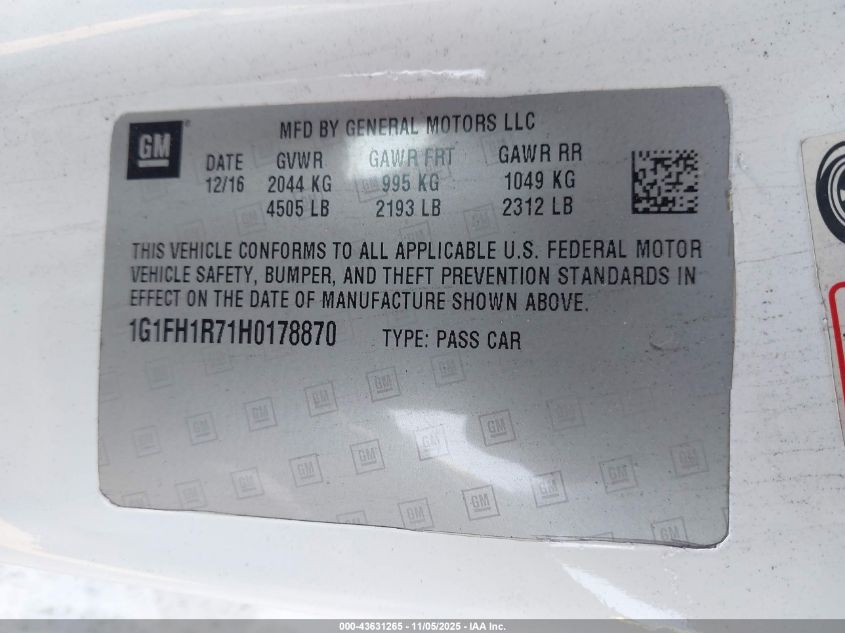 GM
MFD BY GENERAL MOTORS LLC
DATE GVWR GAWR FRT GAWR RR
12/16 2044 KG 995 KG 1049 KG
4505 LB 2193 LB 2312 LB
THIS VEHICLE CONFORMS TO ALL APPLICABLE U.S. FEDERAL MOTOR
VEHICLE SAFETY, BUMPER, AND THEFT PREVENTION STANDARDS IN
EFFECT ON THE DATE OF MANUFACTURE SHOWN ABOVE.
1G1FH1R71H0178870 TYPE: PASS CAR
000-43631265 - 11/05/2025 - IAA Inc.